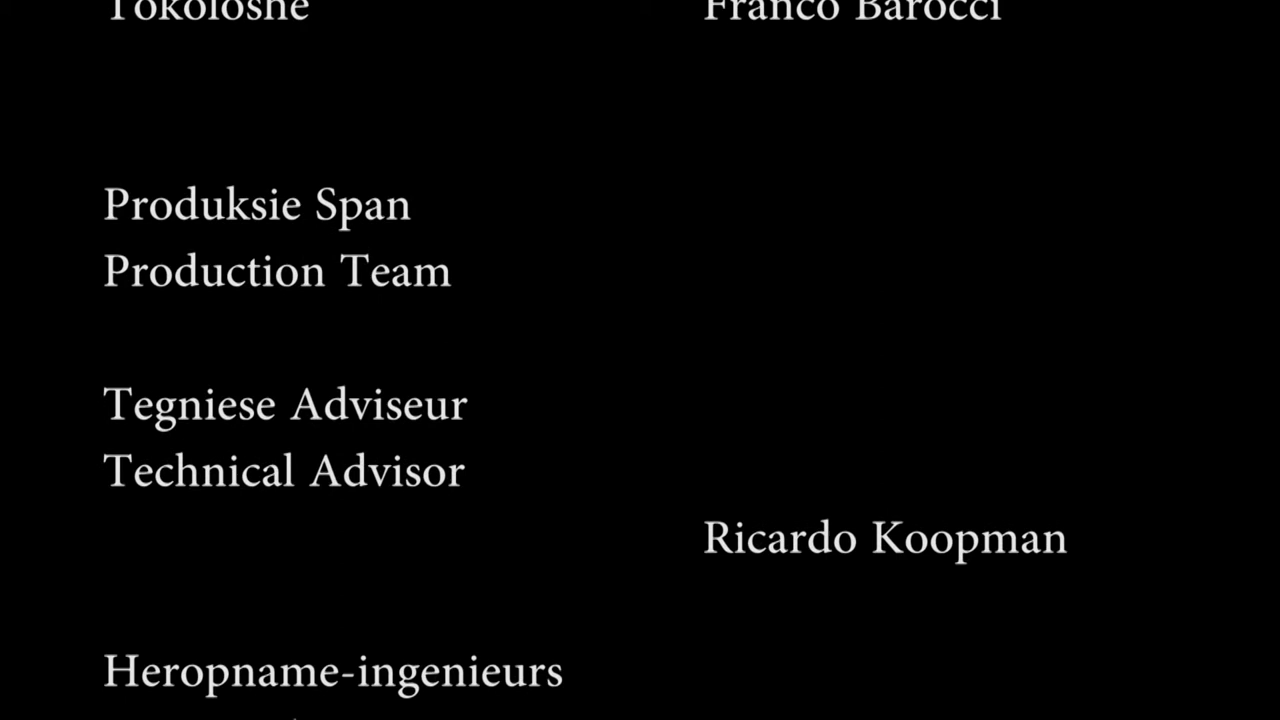 Tokoloshe Franco Barocci
Produksie Span
Production Team
Tegniese Adviseur
Technical Advisor
Ricardo Koopman
Heropname-ingenieurs